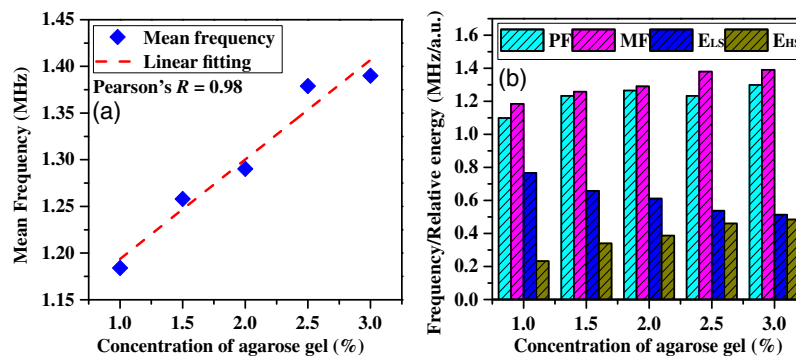 Mean frequency
Linear fitting
Pearson's R = 0.98
(a)
Mean Frequency (MHz)
1.45
1.40
1.35
1.30
1.25
1.20
1.15
1.0 1.5 2.0 2.5 3.0
Concentration of agarose gel (%)
PF MF ELS EHS
(b)
Frequency/Relative energy (MHz/a.u.)
1.6
1.4
1.2
1.0
0.8
0.6
0.4
0.2
0.0
1.0 1.5 2.0 2.5 3.0
Concentration of agarose gel (%)